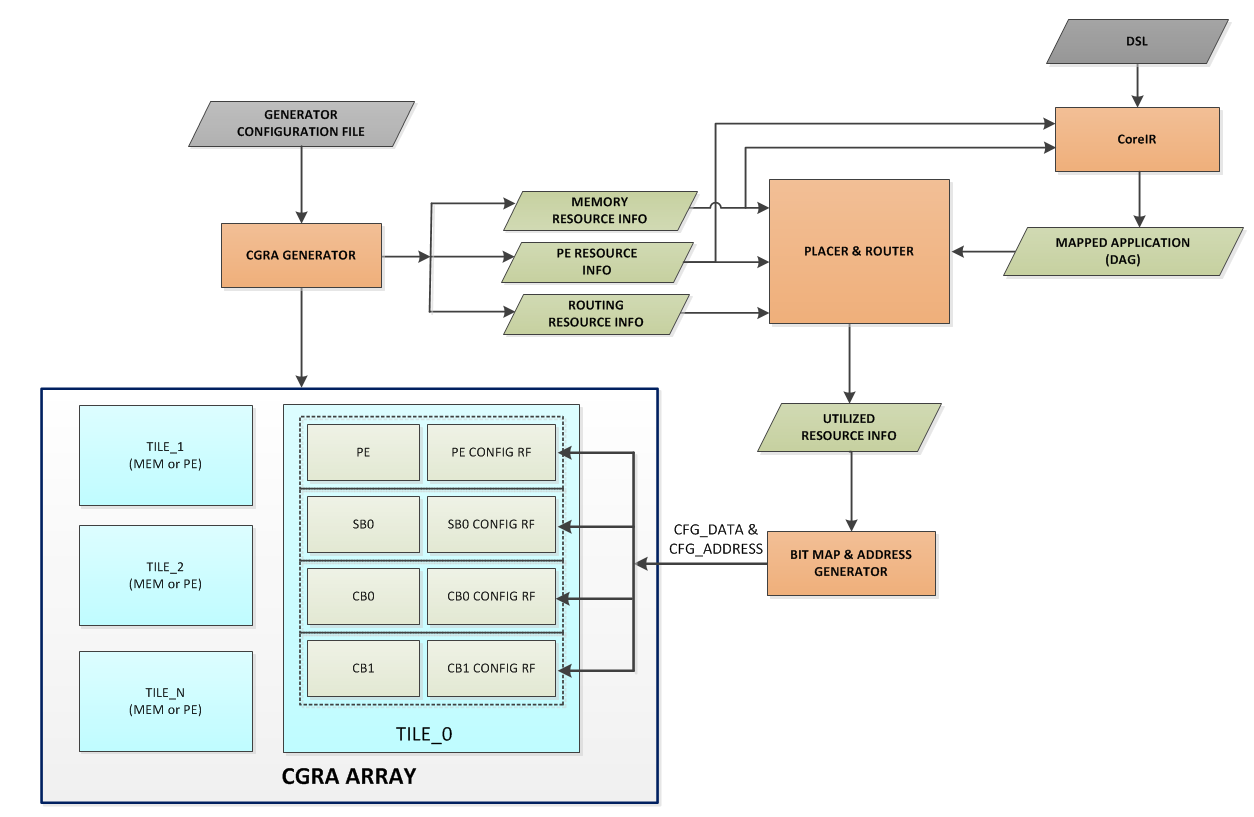 DSL
GENERATOR
CONFIGURATION FILE
CoreIR
MEMORY
RESOURCE INFO
CGRA GENERATOR
PE RESOURCE
INFO
PLACER & ROUTER
MAPPED APPLICATION
(DAG)
ROUTING
RESOURCE INFO
UTILIZED
RESOURCE INFO
TILE_1
(MEM or PE)
PE
PE CONFIG RF
SB0
SB0 CONFIG RF
CFG_DATA &
CFG_ADDRESS
BIT MAP & ADDRESS
GENERATOR
TILE_2
(MEM or PE)
CB0
CB0 CONFIG RF
CB1
CB1 CONFIG RF
TILE_N
(MEM or PE)
TILE_0
CGRA ARRAY